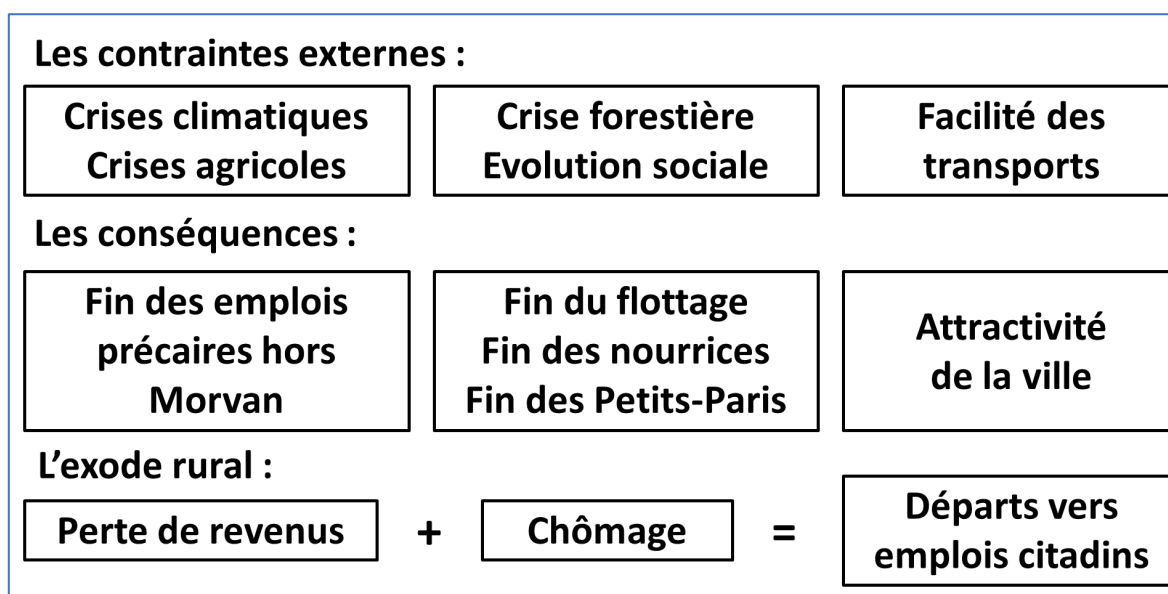 Les contraintes externes :
Crises climatiques
Crises agricoles
Crise forestière
Evolution sociale
Facilité des
transports
Les conséquences :
Fin des emplois
précaires hors
Morvan
Fin du flottage
Fin des nourrices
Fin des Petits-Paris
Attractivité
de la ville
L'exode rural :
Perte de revenus
+
Chômage
=
Départs vers
emplois citadins